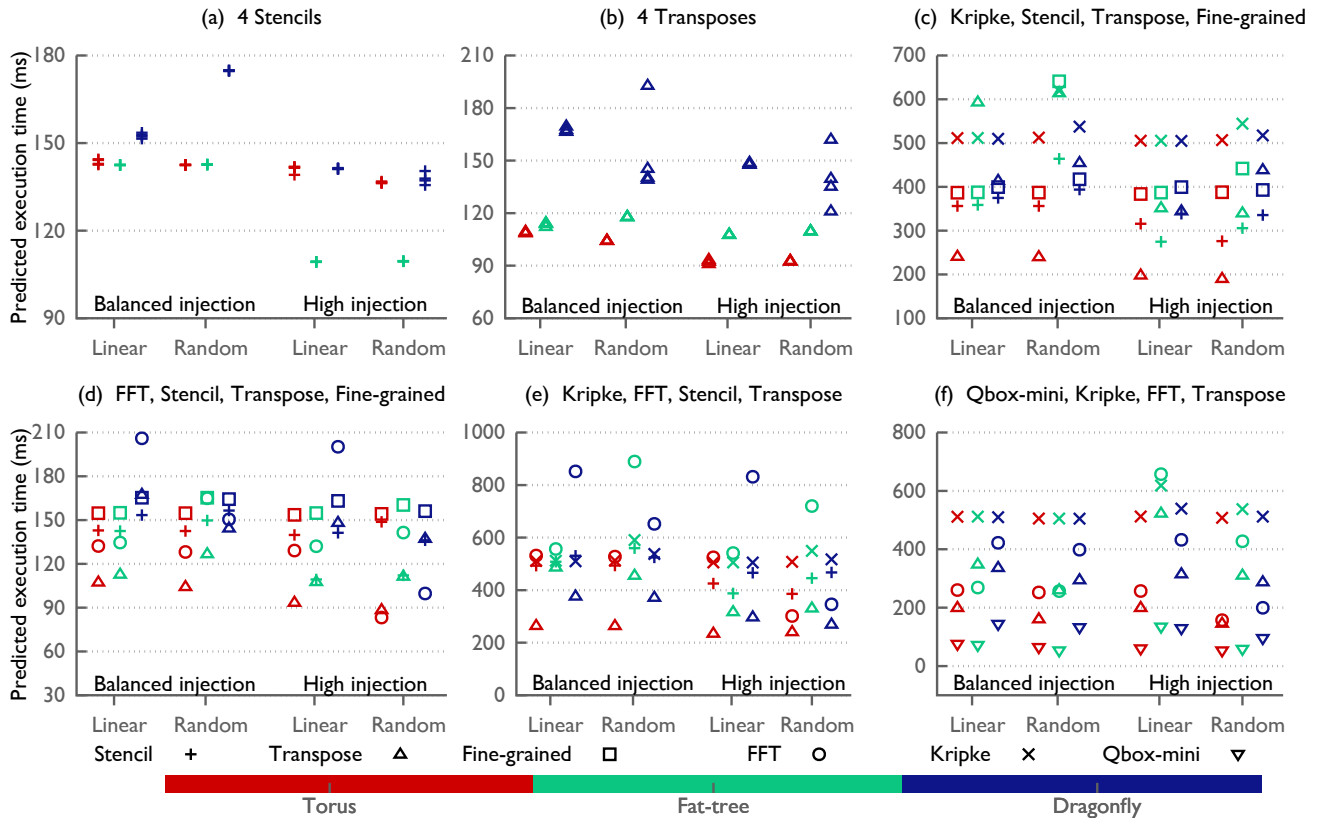 (a) 4 Stencils
(b) 4 Transposes
(c) Kripke, Stencil, Transpose, Fine-grained
Predicted execution time (ms)
180
150
120
90
Balanced injection
High injection
Linear
Random
Linear
Random
210
180
150
120
90
60
Balanced injection
High injection
Linear
Random
Linear
Random
700
600
500
400
300
200
100
Balanced injection
High injection
Linear
Random
Linear
Random
(d) FFT, Stencil, Transpose, Fine-grained
(e) Kripke, FFT, Stencil, Transpose
(f) Qbox-mini, Kripke, FFT, Transpose
Predicted execution time (ms)
210
180
150
120
90
60
30
Balanced injection
High injection
Linear
Random
Linear
Random
1000
800
600
400
200
0
Balanced injection
High injection
Linear
Random
Linear
Random
800
600
400
200
0
Balanced injection
High injection
Linear
Random
Linear
Random
Stencil
Transpose
Fine-grained
FFT
Kripke
Qbox-mini
Torus
Fat-tree
Dragonfly